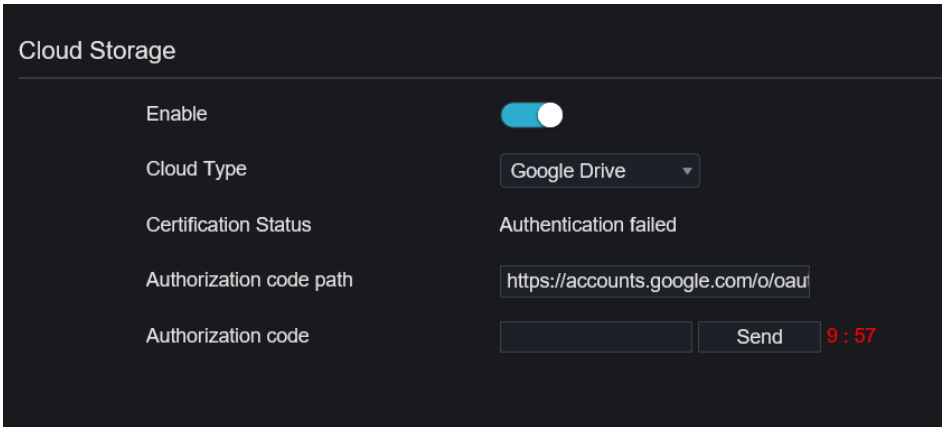 Cloud Storage
Enable
Cloud Type Google Drive
Certification Status Authentication failed
Authorization code path https://accounts.google.com/o/oaut
Authorization code Send 9 : 57